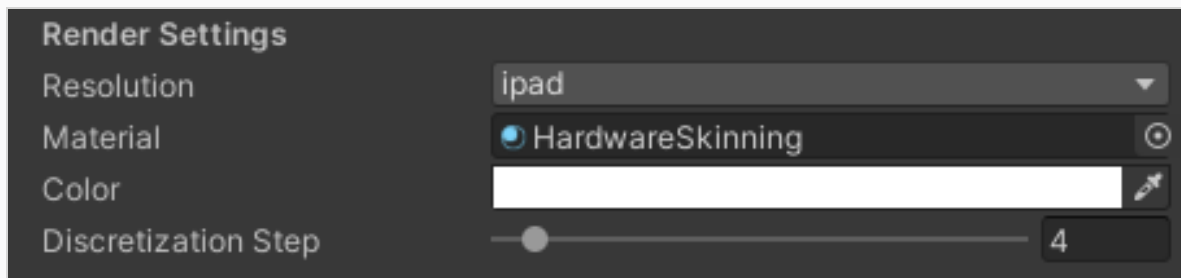 Render Settings
Resolution ipad
Material HardwareSkinning
Color
Discretization Step 4